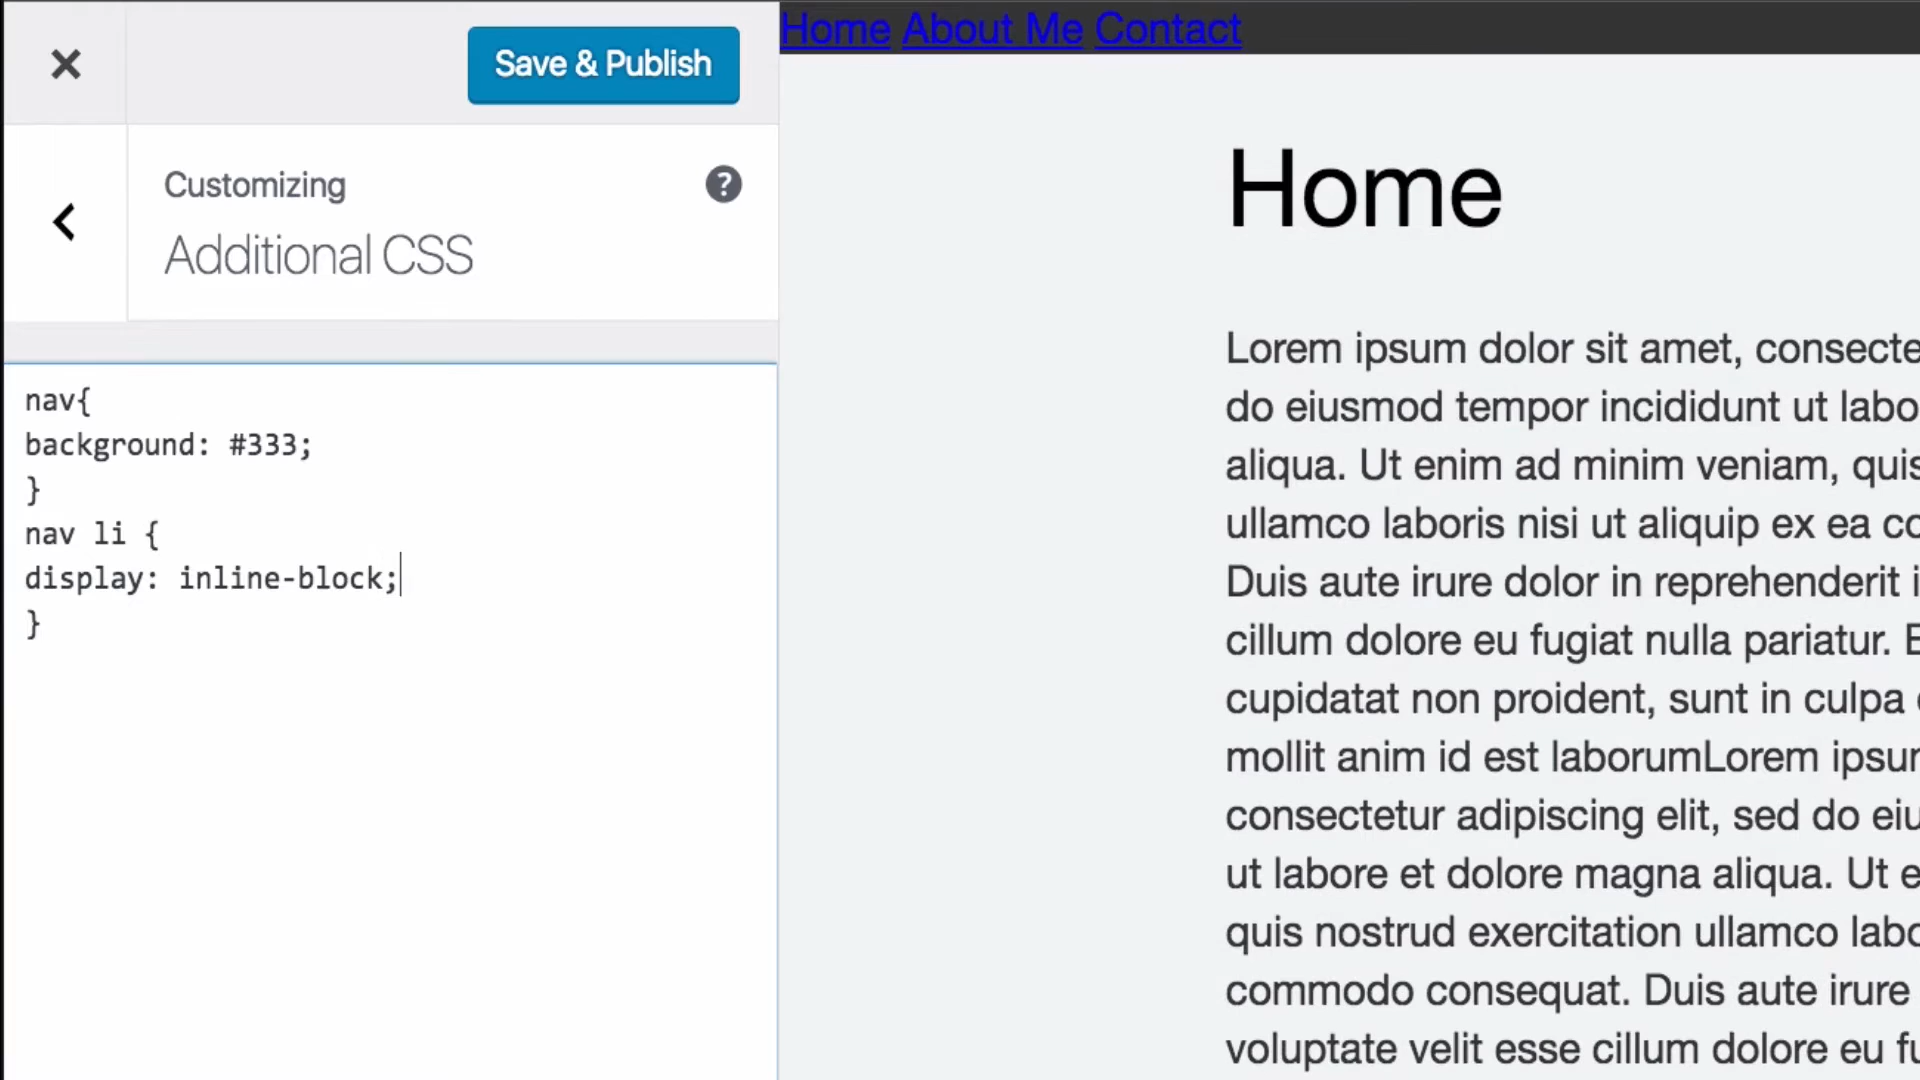 Save & Publish
Customizing
?
Additional CSS
nav{
background: #333;
}
nav li {
display: inline-block;
}
Home About Me Contact
Home
Lorem ipsum dolor sit amet, consecte
do eiusmod tempor incididunt ut labo
aliqua. Ut enim ad minim veniam, quis
ullamco laboris nisi ut aliquip ex ea co
Duis aute irure dolor in reprehenderit i
cillum dolore eu fugiat nulla pariatur. E
cupidatat non proident, sunt in culpa
mollit anim id est laborumLorem ipsur
consectetur adipiscing elit, sed do eiu
ut labore et dolore magna aliqua. Ut e
quis nostrud exercitation ullamco labo
commodo consequat. Duis aute irure
voluptate velit esse cillum dolore eu fu